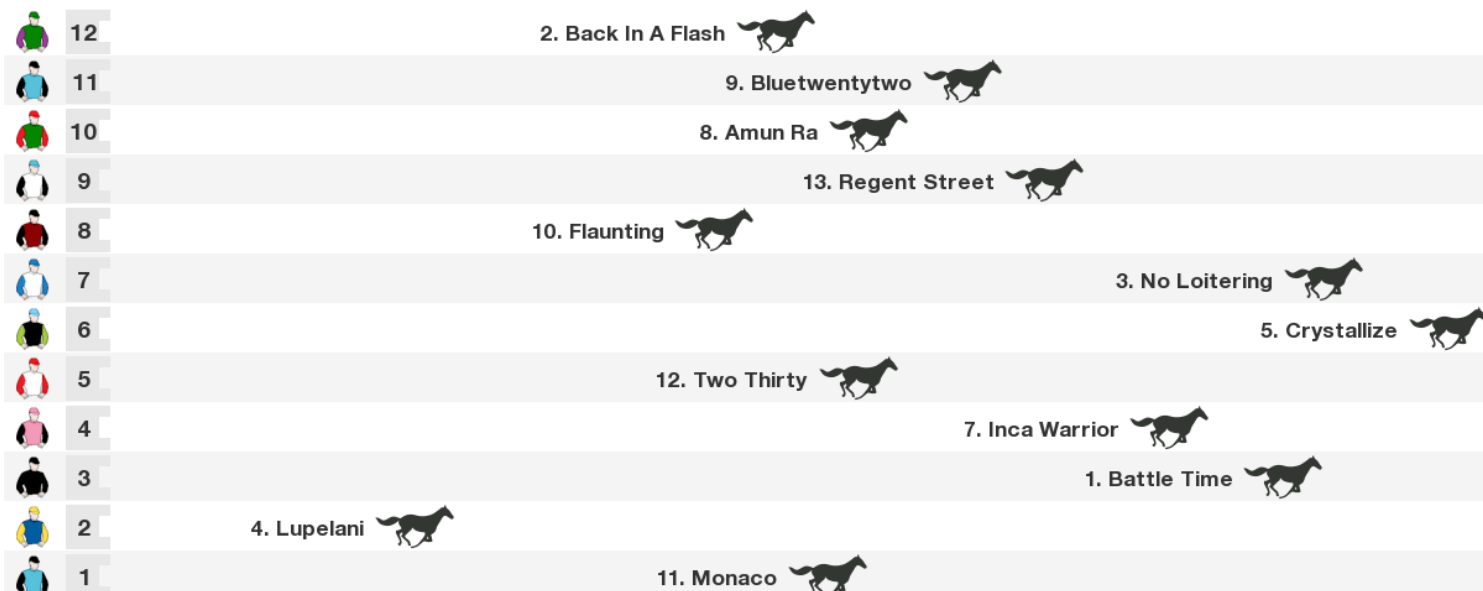 12 2. Back In A Flash
11 9. Bluetwentytwo
10 8. Amun Ra
9 13. Regent Street
8 10. Flaunting
7 3. No Loitering
6 5. Crystallize
5 12. Two Thirty
4 7. Inca Warrior
3 1. Battle Time
2 4. Lupelani
1 11. Monaco